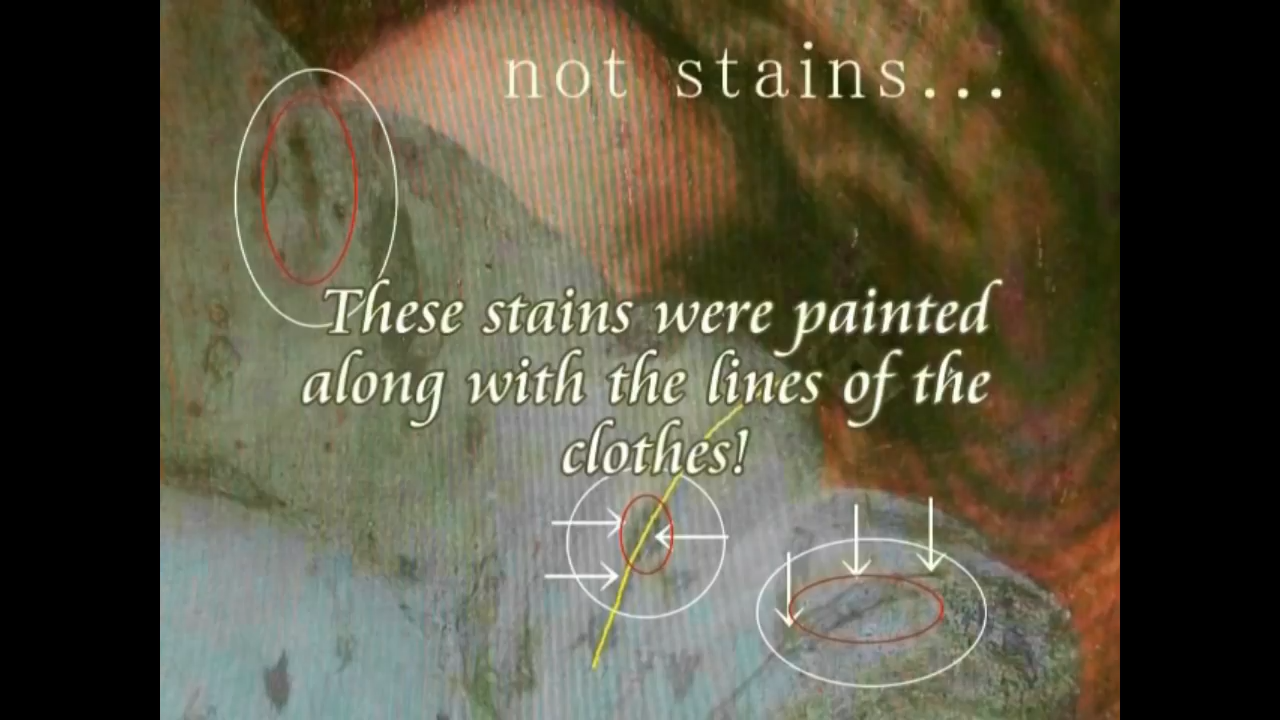 not stains...
These stains were painted
along with the lines of the
clothes!